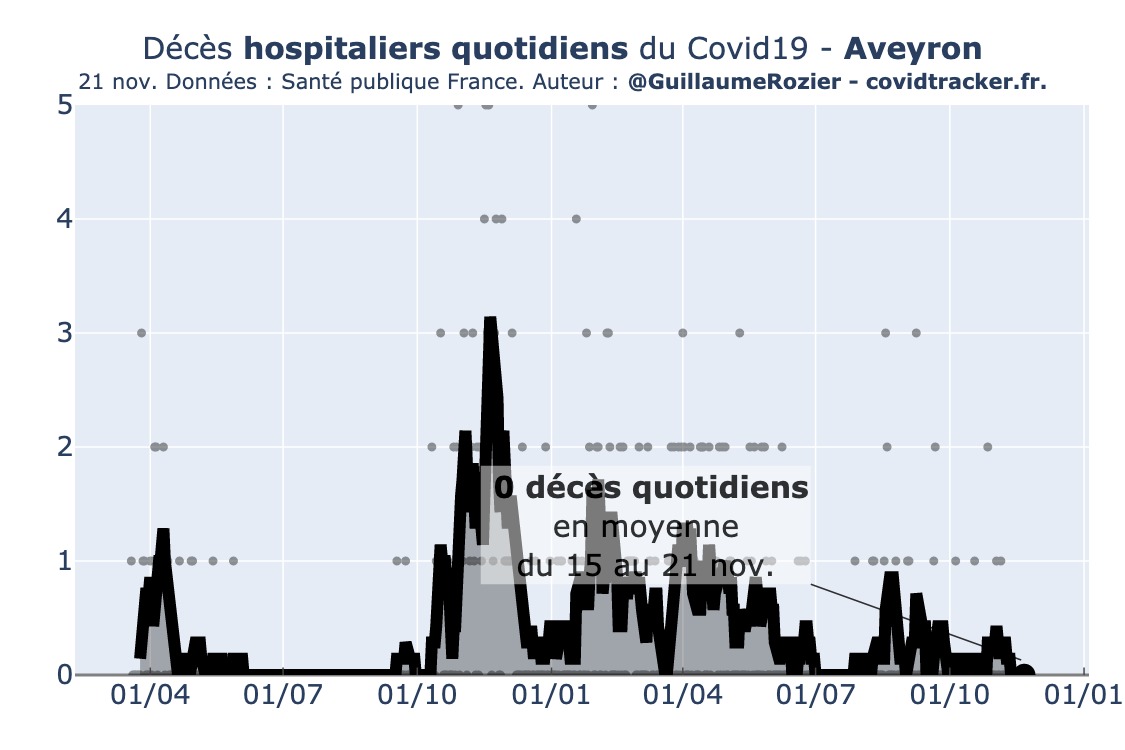 Décès hospitaliers quotidiens du Covid19 - Aveyron
21 nov. Données : Santé publique France. Auteur : @GuillaumeRozier - covidtracker.fr.
5
4
3
2
1
0
0 décès quotidiens
en moyenne
du 15 au 21 nov.
01/04 01/07 01/10 01/01 01/04 01/07 01/10 01/01